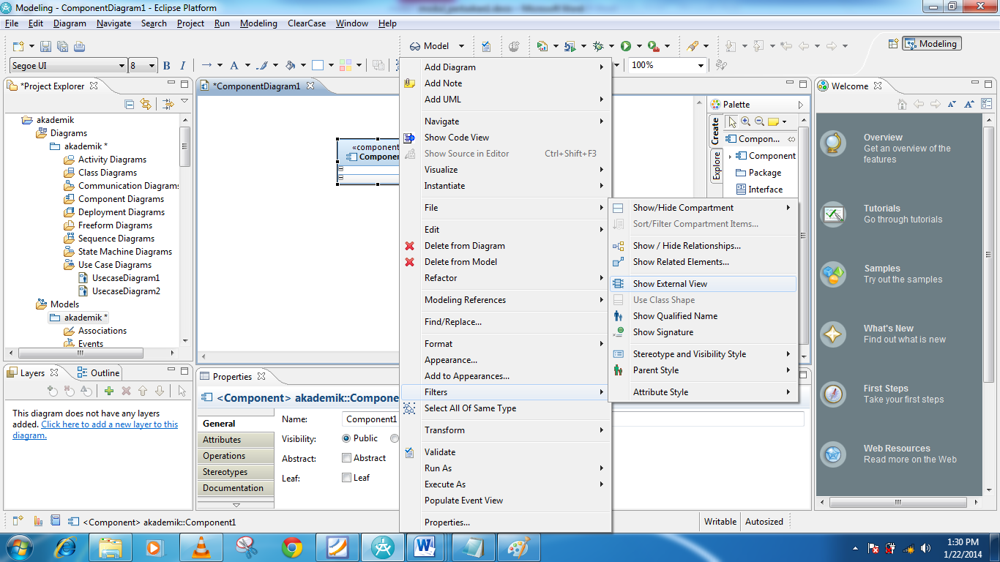 Modeling - ComponentDiagram1 - Eclipse Platform
File Edit Diagram Navigate Search Project Run Modeling ClearCase Window Help
Model
Modeling
Segoe UI 8 B I A 100%
*Project Explorer
akademik
Diagrams
akademik *
Activity Diagrams
Class Diagrams
Communication Diagram
Component Diagrams
Deployment Diagrams
Freeform Diagrams
Sequence Diagrams
State Machine Diagrams
Use Case Diagrams
UsecaseDiagram1
UsecaseDiagram2
Models
akademik *
Associations
Events
*ComponentDiagram1
«component
Componen
Add Diagram
Add Note
Add UML
Navigate
Show Code View
Show Source in Editor Ctrl+Shift+F3
Visualize
Instantiate
File
Edit
Delete from Diagram
Delete from Model
Refactor
Modeling References
Find/Replace...
Format
Appearance...
Add to Appearances...
Filters
Select All Of Same Type
Transform
Validate
Run As
Execute As
Populate Event View
Properties...
Palette
Create
Explore
Compon...
Component
Package
Interface
Show/Hide Compartment
Sort/Filter Compartment Items...
Show / Hide Relationships...
Show Related Elements...
Show External View
Use Class Shape
Show Qualified Name
Show Signature
Stereotype and Visibility Style
Parent Style
Attribute Style
Welcome
Overview
Get an overview of the
features
Tutorials
Go through tutorials
Samples
Try out the samples
What's New
Find out what is new
First Steps
Take your first steps
Web Resources
Read more on the Web
Layers Outline
This diagram does not have any layers
added. Click here to add a new layer to this
diagram.
Properties
<Component> akademik::Compone
General
Attributes
Operations
Stereotypes
Documentation
Name: Component1
Visibility: Public
Abstract: Abstract
Leaf: Leaf
<Component> akademik::Component1
Writable Autosized
1:30 PM
1/22/2014